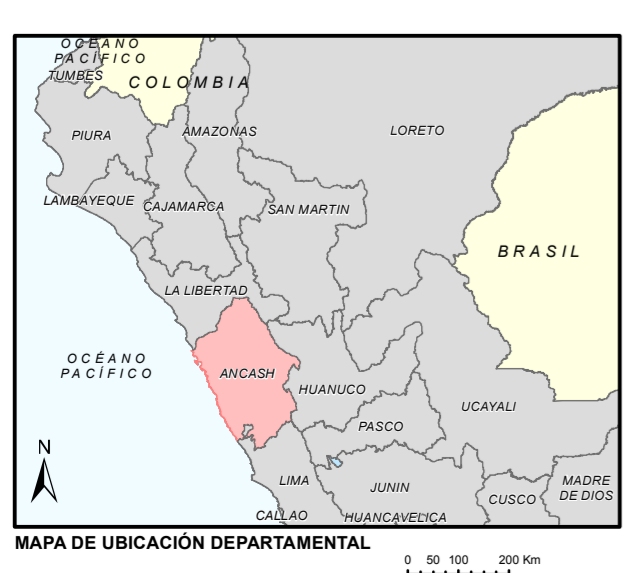 OCÉANO
PACÍFICO
TUMBES
COLOMBIA
PIURA
AMAZONAS
LORETO
LAMBAYEQUE
CAJAMARCA
SAN MARTIN
BRASIL
LA LIBERTAD
OCÉANO
PACÍFICO
ANCASH
HUANUCO
UCAYALI
PASCO
N
LIMA
JUNIN
CUSCO
MADRE
DE DIOS
CALLAO
HUANCAVELICA
MAPA DE UBICACIÓN DEPARTAMENTAL
0 50 100 200 Km